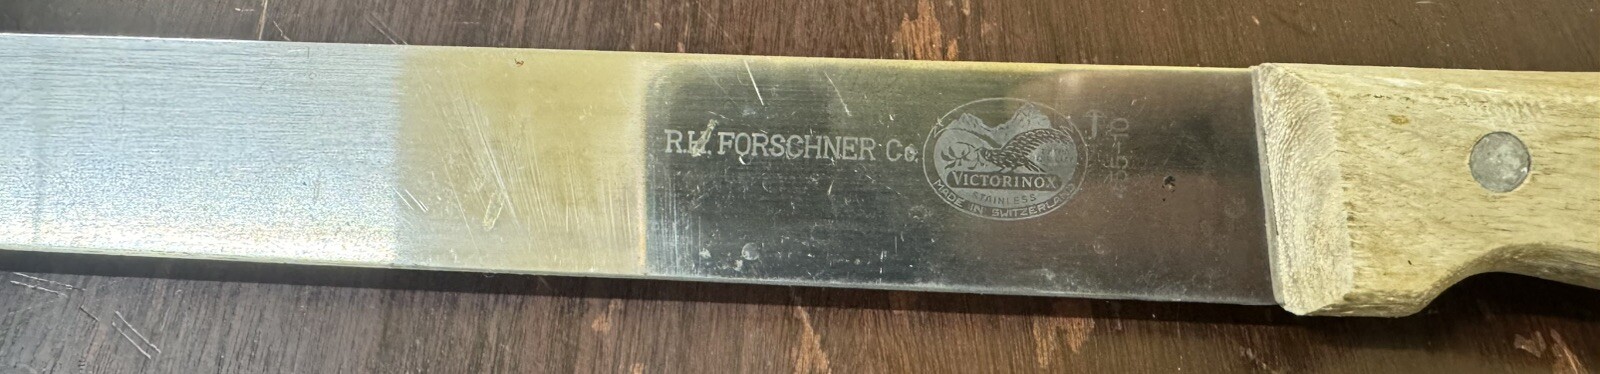 R.H. FORSCHNER Co.
VICTORINOX
STAINLESS
MADE IN SWITZERLAND